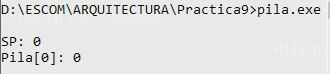 D:\ESCOM\ARQUITECTURA\Practica9>pila.exe
SP: 0
Pila[0]: 0